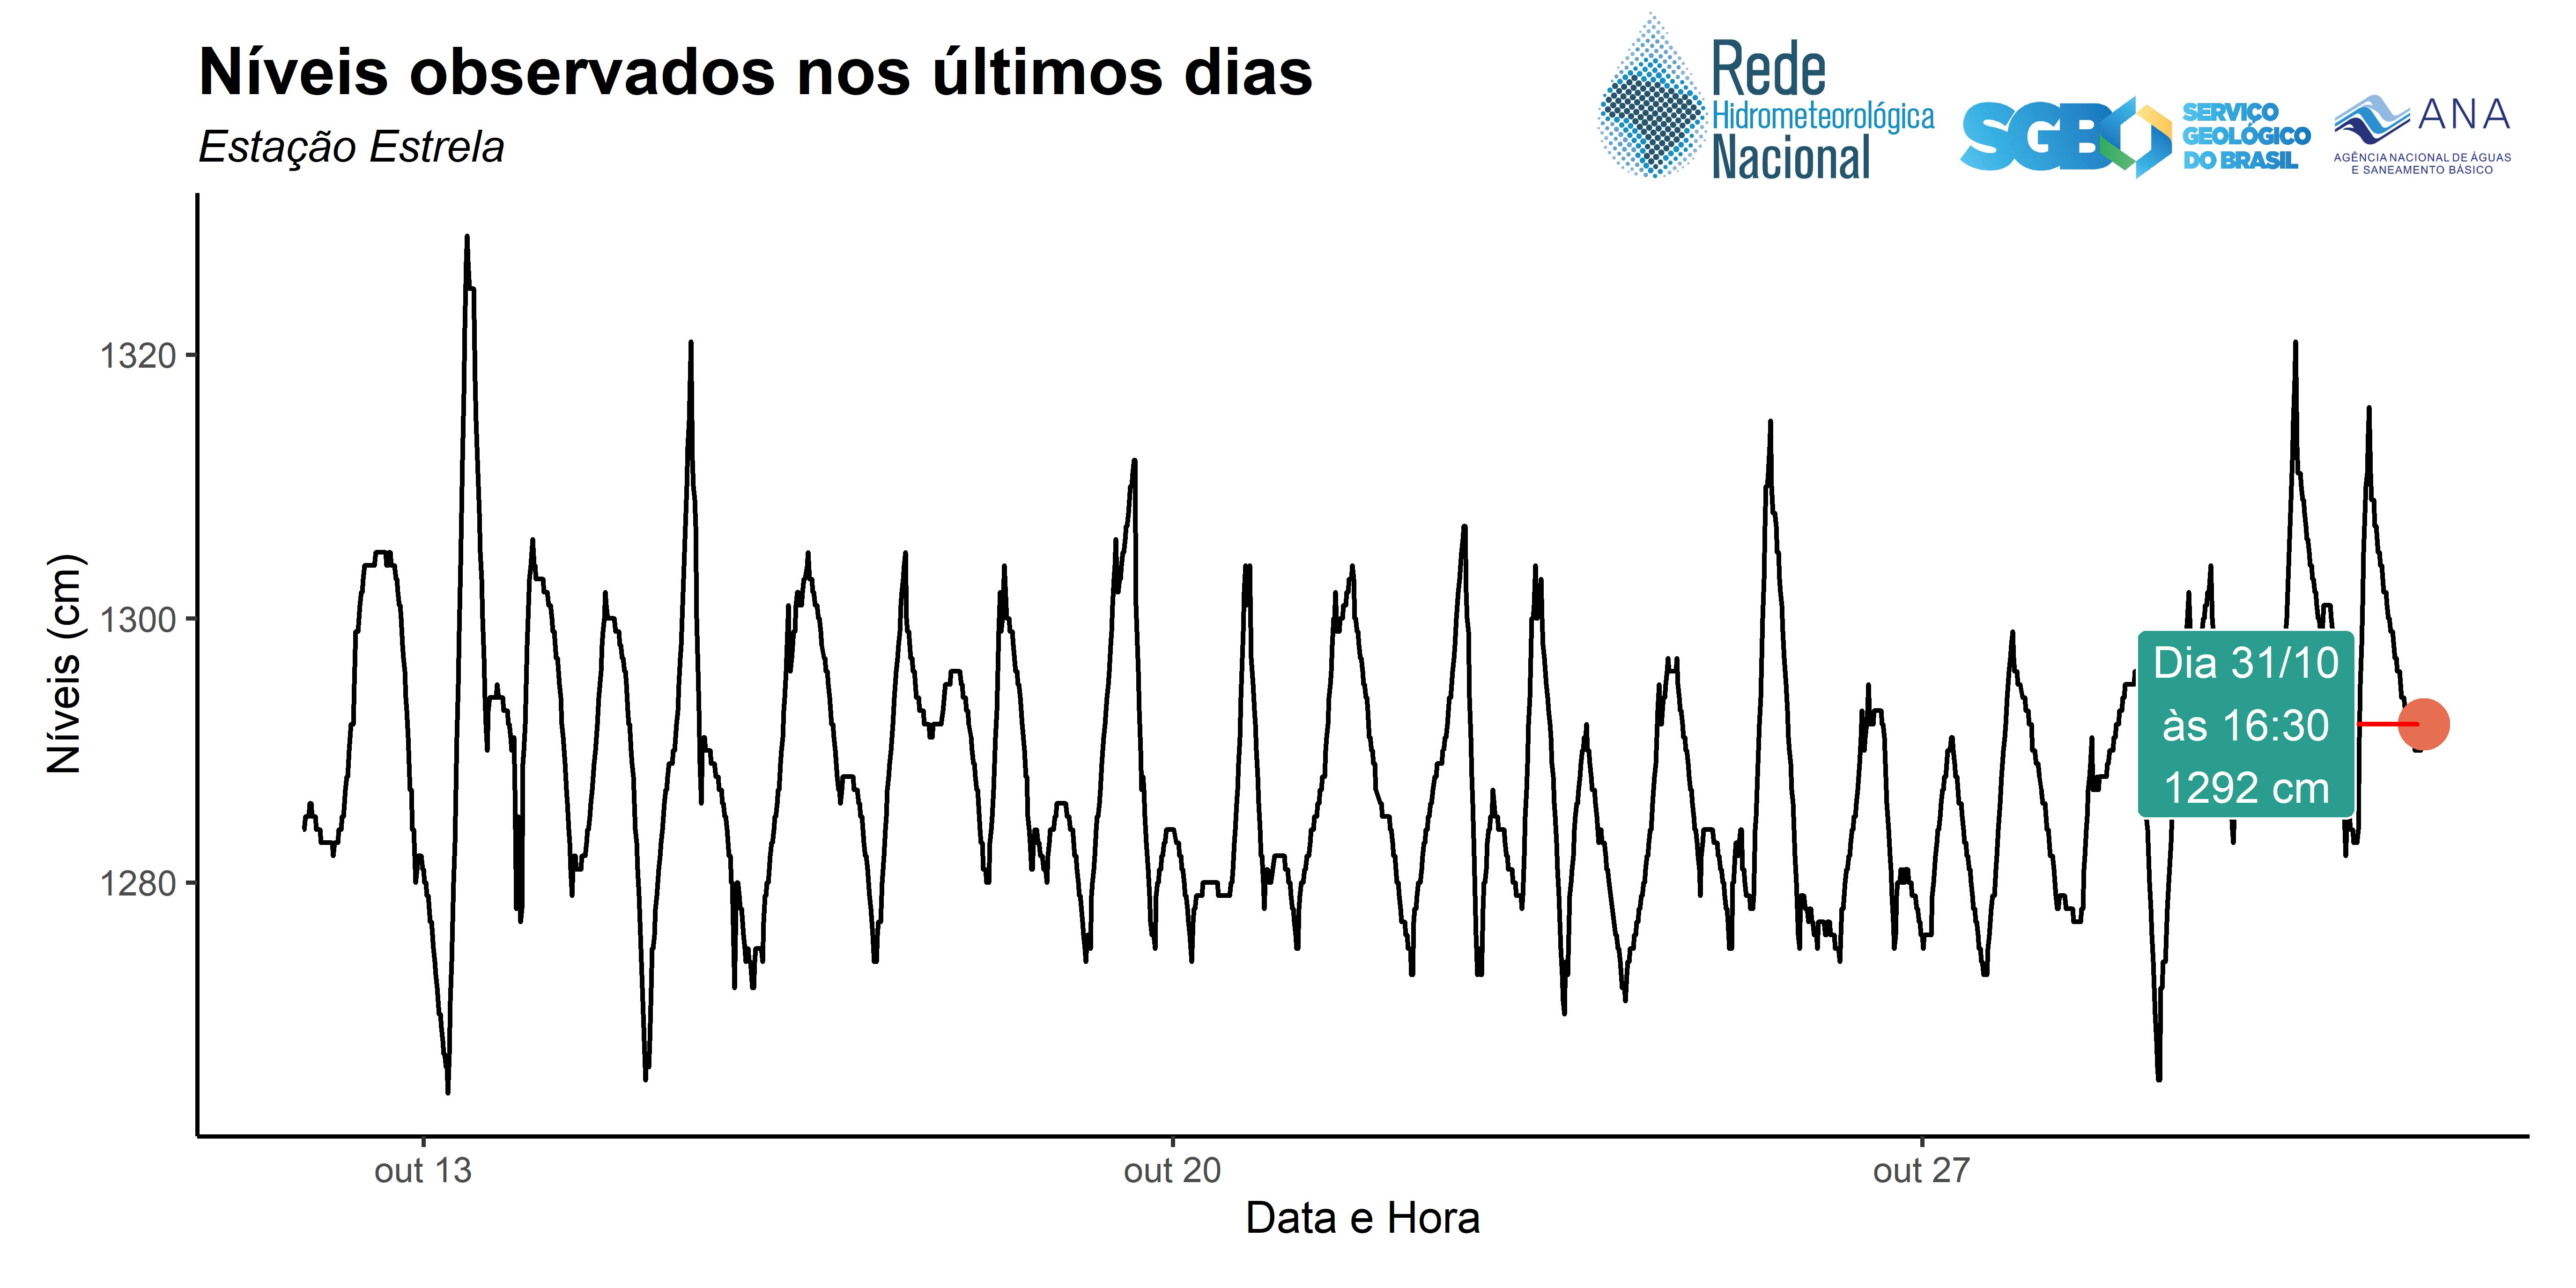 Níveis observados nos últimos dias
Estação Estrela
Rede
Hidrometeorológica
Nacional
SGB
SERVIÇO
GEOLÓGICO
DO BRASIL
ANA
AGÊNCIA NACIONAL DE ÁGUAS
E SANEAMENTO BÁSICO
Níveis (cm)
1320
1300
1280
Dia 31/10
às 16:30
1292 cm
out 13
out 20
out 27
Data e Hora